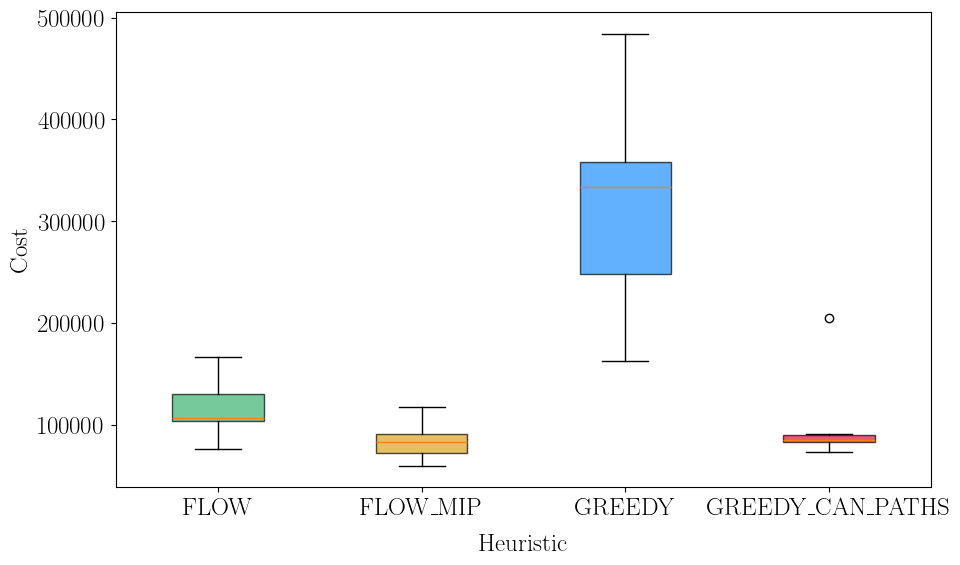 500000
400000
300000
200000
100000
Cost
FLOW
FLOW_MIP
GREEDY
GREEDY_CAN_PATHS
Heuristic